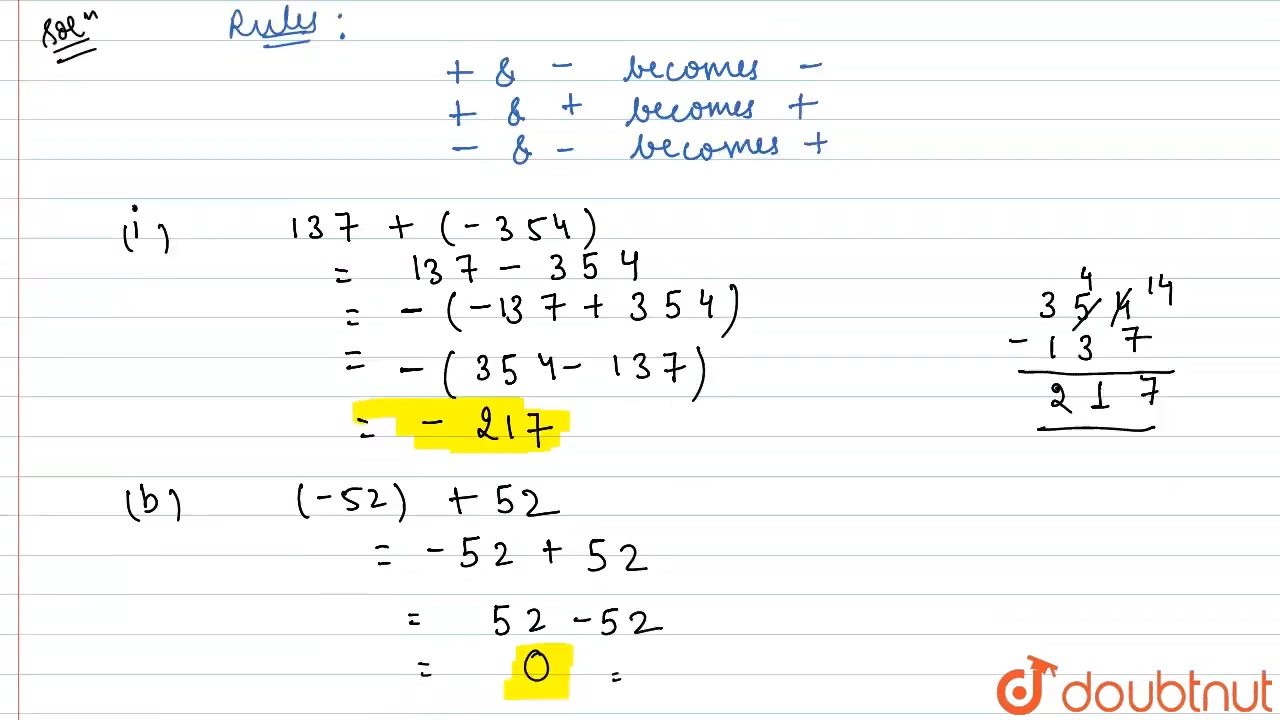 Solⁿ
Rules:
+ & - becomes -
+ & + becomes +
- & - becomes +
(i) 137 + (-354)
= 137 - 354
= -(-137 + 354)
= -(354 - 137)
= - 217
4 14
3 5 4
- 1 3 7
2 1 7
(b) (-52) + 52
= -52 + 52
= 52 - 52
= 0 =
doubtnut